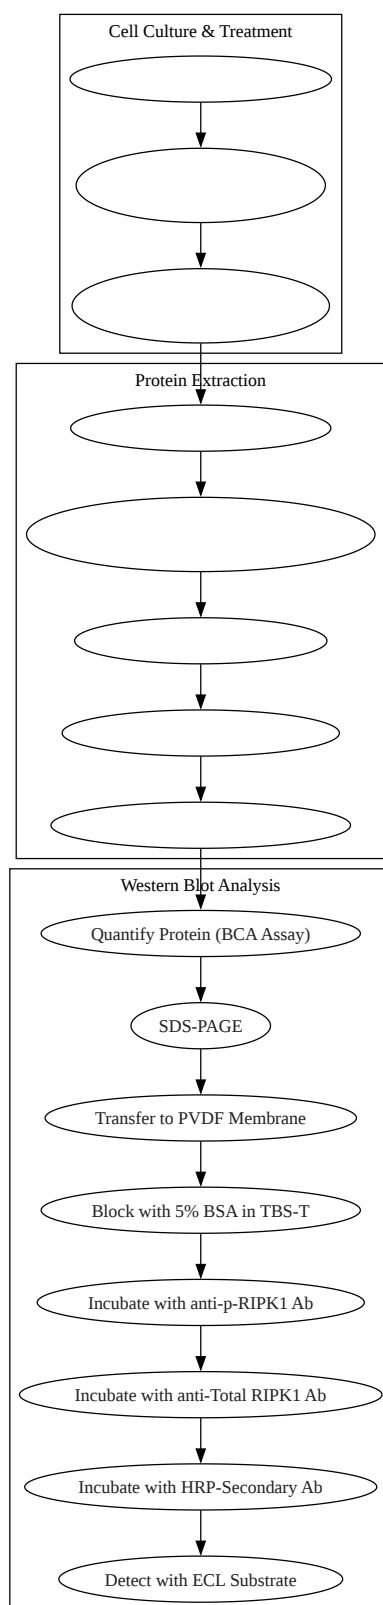 Cell Culture & Treatment
Protein Extraction
Western Blot Analysis
Quantify Protein (BCA Assay)
SDS-PAGE
Transfer to PVDF Membrane
Block with 5% BSA in TBS-T
Incubate with anti-p-RIPK1 Ab
Incubate with anti-Total RIPK1 Ab
Incubate with HRP-Secondary Ab
Detect with ECL Substrate